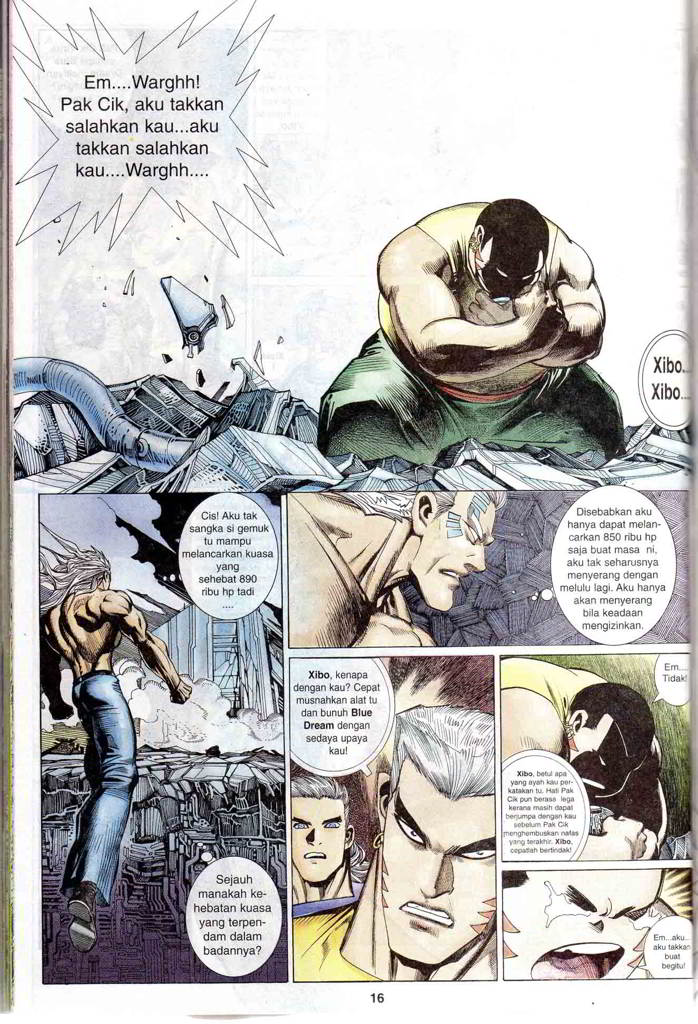 Em....Warghh!
Pak Cik, aku takkan
salahkan kau...aku
takkan salahkan
kau....Warghh....
Xibo..
Xibo..
Cis! Aku tak
sangka si gemuk
tu mampu
melancarkan kuasa
yang
sehebat 890
ribu hp tadi
....
Sejauh
manakah ke-
hebatan kuasa
yang terpen-
dam dalam
badannya?
Disebabkan aku
hanya dapat melan-
carkan 850 ribu hp
saja buat masa ni,
aku tak seharusnya
menyerang dengan
melulu lagi. Aku hanya
akan menyerang
bila keadaan
mengizinkan.
Xibo, kenapa
dengan kau? Cepat
musnahkan alat tu
dan bunuh Blue
Dream dengan
sedaya upaya
kau!
Em....
Tidak!
Xibo, betul apa
yang ayah kau per-
katakan tu. Hati Pak
Cik pun berasa lega
kerana masih dapat
berjumpa dengan kau
sebelum Pak Cik
menghembuskan nafas
yang terakhir. Xibo,
cepatlah bertindak!
Em...aku...
aku takkan
buat
begitu!
16